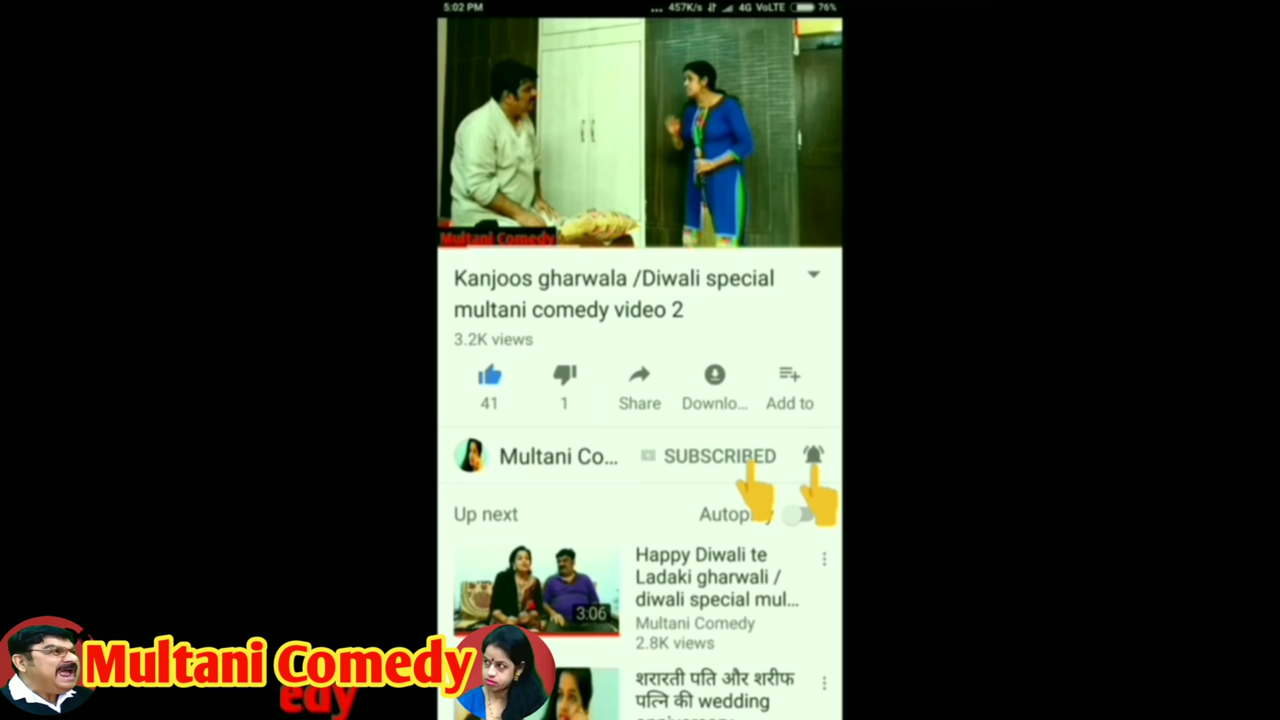 5:02 PM
... 457K/s 4G VoLTE 76%
Multani Comedy
Kanjoos gharwala /Diwali special
multani comedy video 2
3.2K views
41
1
Share
Downlo...
Add to
Multani Co...
SUBSCRIBED
Up next
Autoplay
3:06
Happy Diwali te
Ladaki gharwali /
diwali special mul...
Multani Comedy
2.8K views
शरारती पति और शरीफ
पत्नि की wedding
Multani Comedy
edy